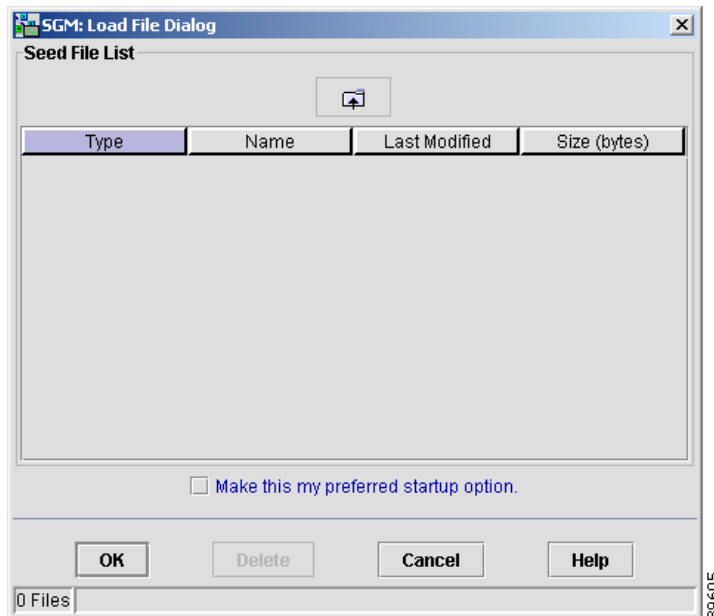 SGM: Load File Dialog
Seed File List
Type Name Last Modified Size (bytes)
Make this my preferred startup option.
OK Delete Cancel Help
0 Files